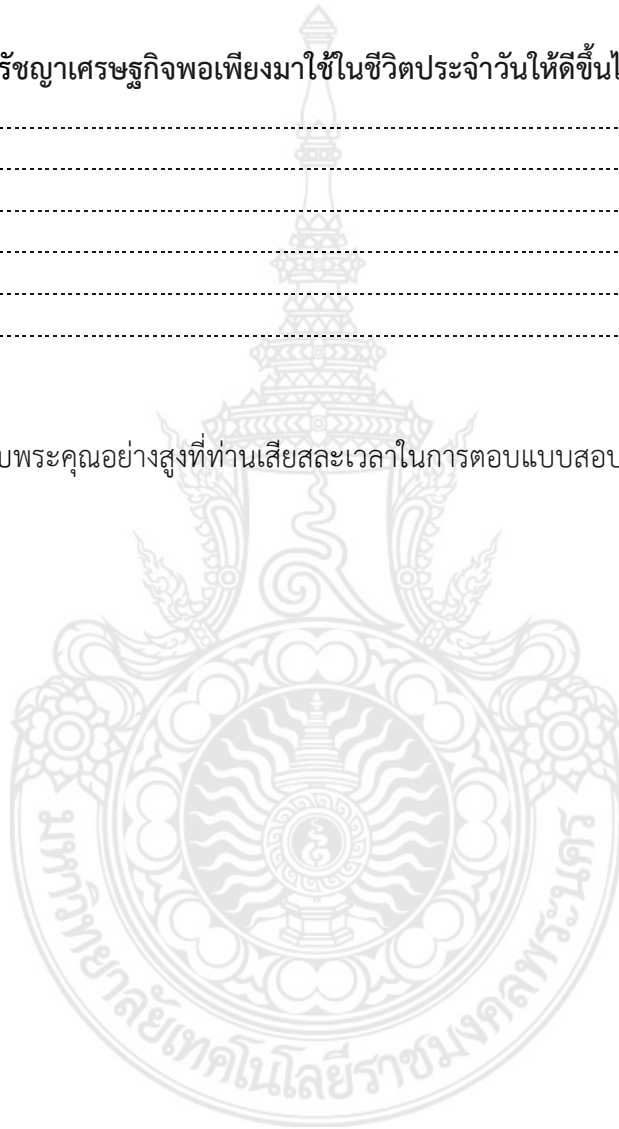 รัชญาเศรษฐกิจพอเพียงมาใช้ในชีวิตประจำวันให้ดีขึ้นไ
บพระคุณอย่างสูงที่ท่านเสียสละเวลาในการตอบแบบสอบ
มหาวิทยาลัยเทคโนโลยีราชมงคลพระนคร